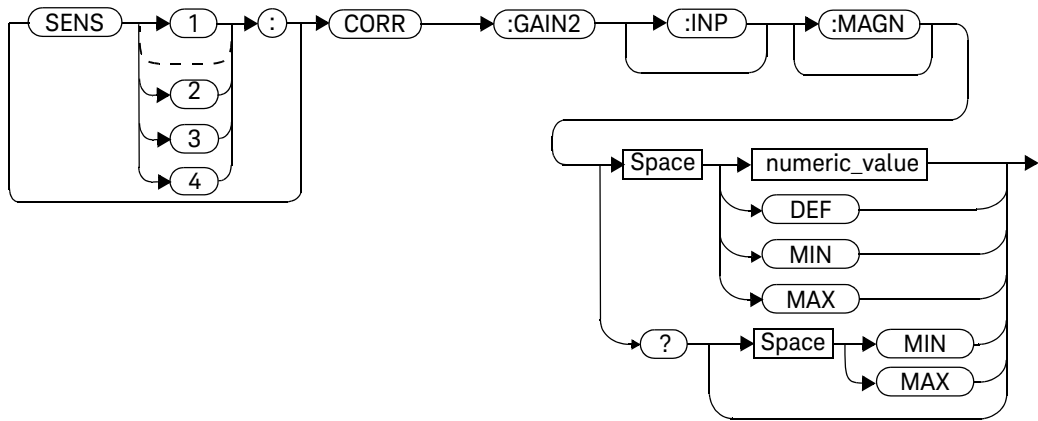 SENS 1 : CORR :GAIN2 :INP :MAGN
2
3
4
Space numeric_value
DEF
MIN
MAX
? Space MIN
MAX